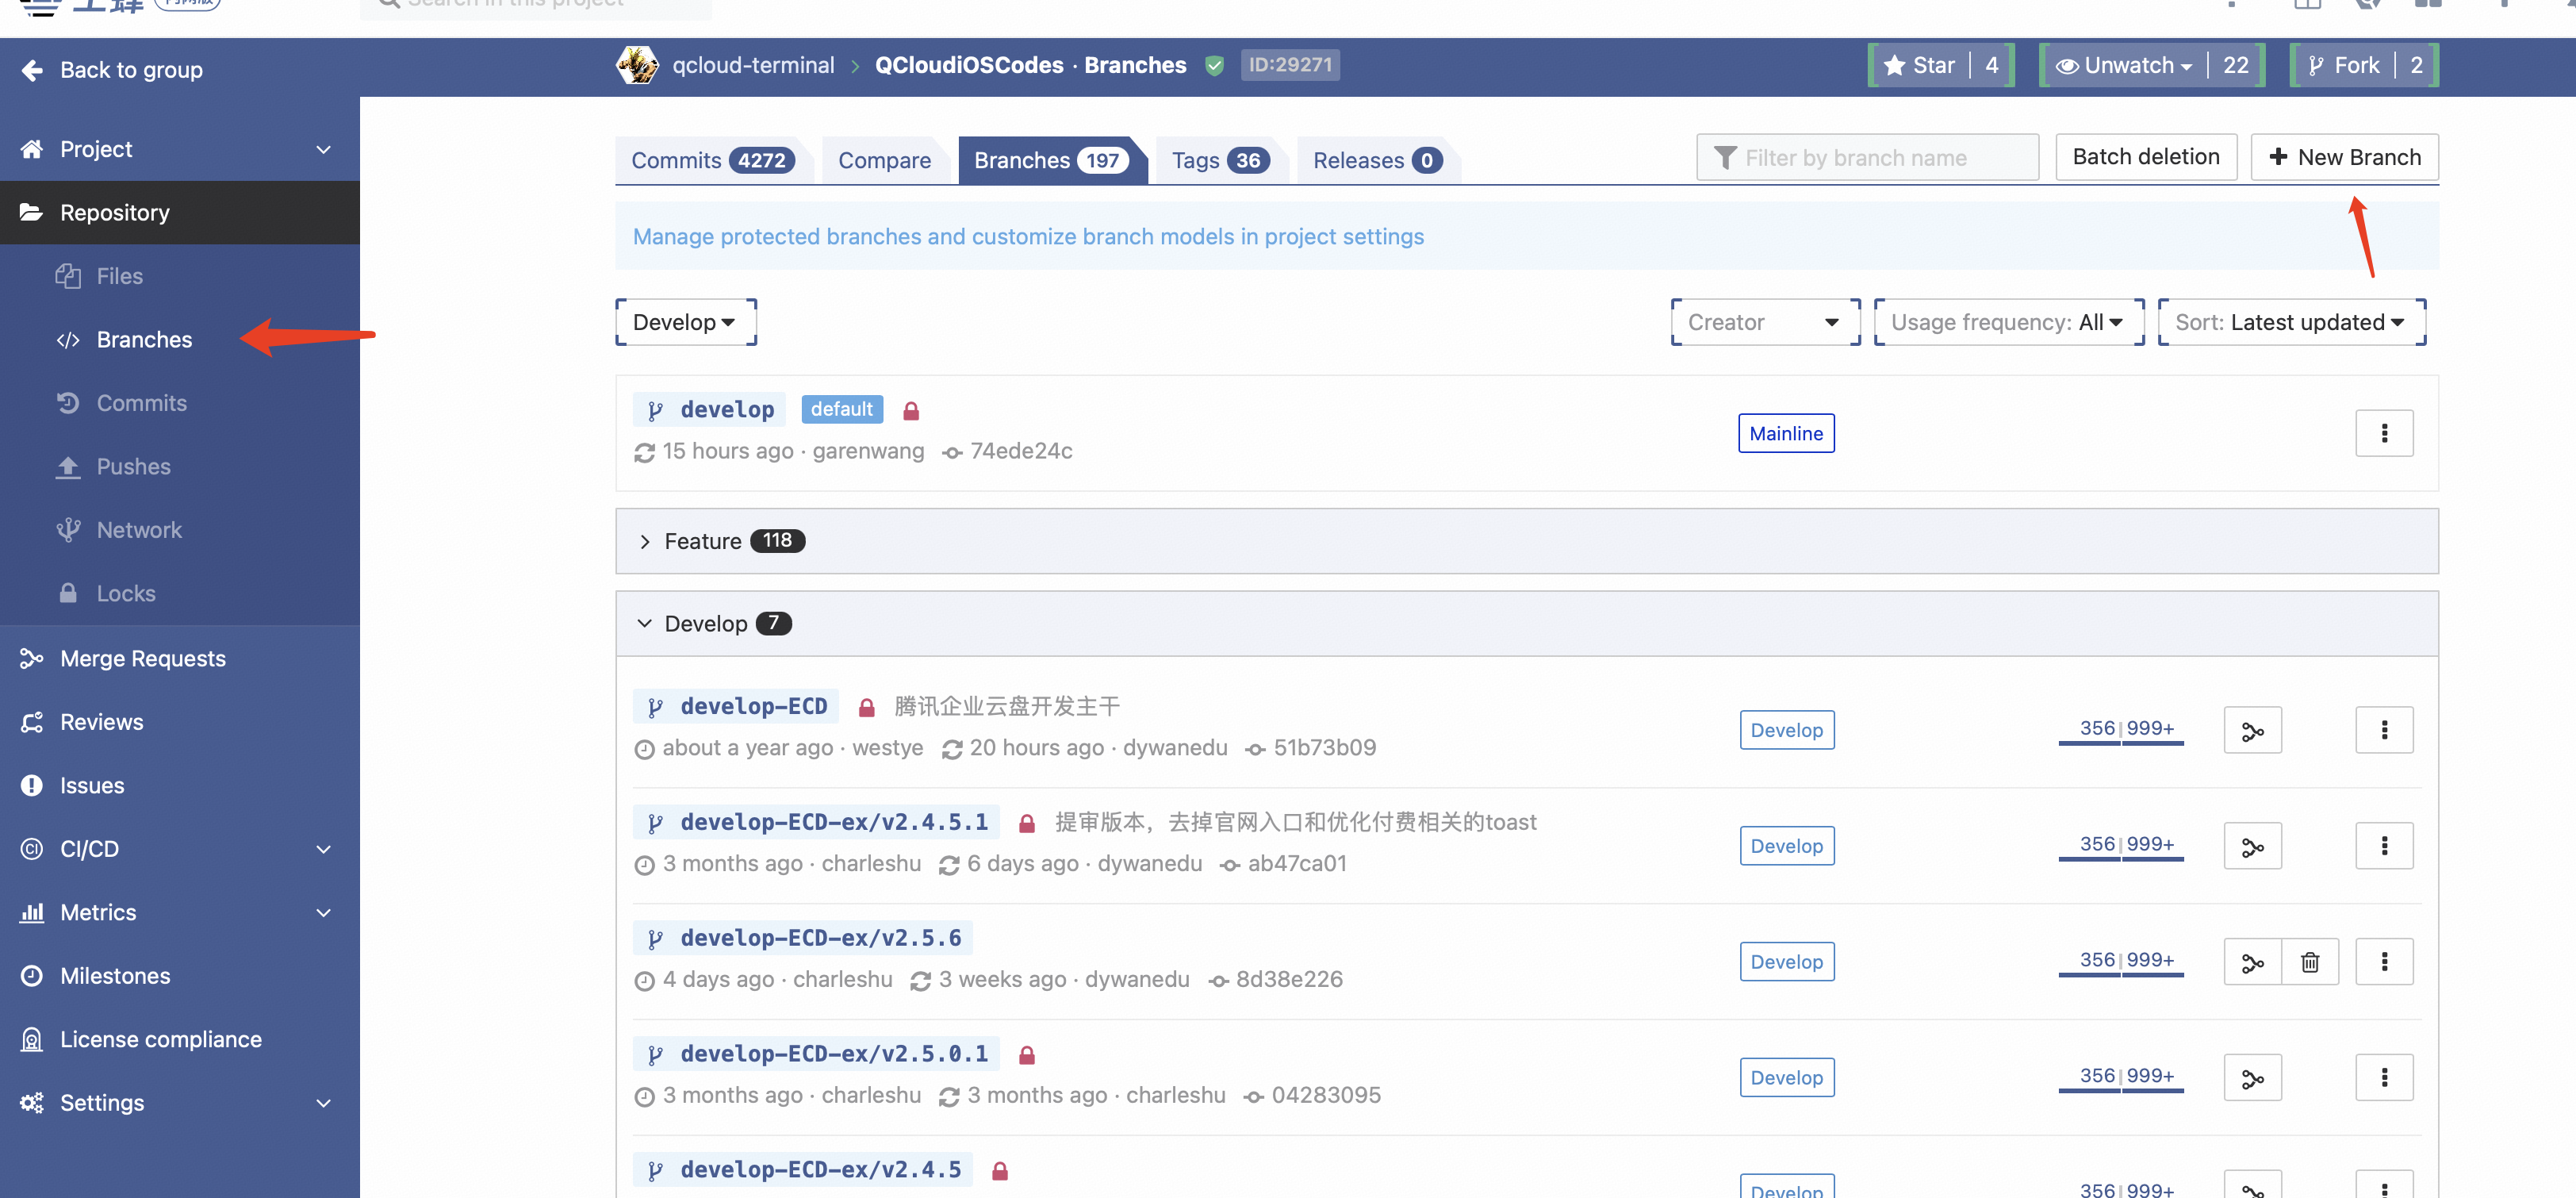 Search in this project
Back to group
qcloud-terminal > QCloudiOSCodes · Branches ID:29271
Star 4
Unwatch 22
Fork 2
Project
Repository
Files
Branches
Commits
Pushes
Network
Locks
Merge Requests
Reviews
Issues
CI/CD
Metrics
Milestones
License compliance
Settings
Commits 4272
Compare
Branches 197
Tags 36
Releases 0
Filter by branch name
Batch deletion
+ New Branch
Manage protected branches and customize branch models in project settings
Develop
Creator
Usage frequency: All
Sort: Latest updated
develop default
Mainline
15 hours ago · garenwang 74ede24c
Feature 118
Develop 7
develop-ECD 腾讯企业云盘开发主干
about a year ago · westye 20 hours ago · dywanedu 51b73b09
Develop
356 | 999+
develop-ECD-ex/v2.4.5.1 提审版本，去掉官网入口和优化付费相关的toast
3 months ago · charleshu 6 days ago · dywanedu ab47ca01
Develop
356 | 999+
develop-ECD-ex/v2.5.6
4 days ago · charleshu 3 weeks ago · dywanedu 8d38e226
Develop
356 | 999+
develop-ECD-ex/v2.5.0.1
3 months ago · charleshu 3 months ago · charleshu 04283095
Develop
356 | 999+
develop-ECD-ex/v2.4.5
Develop
356 | 999+